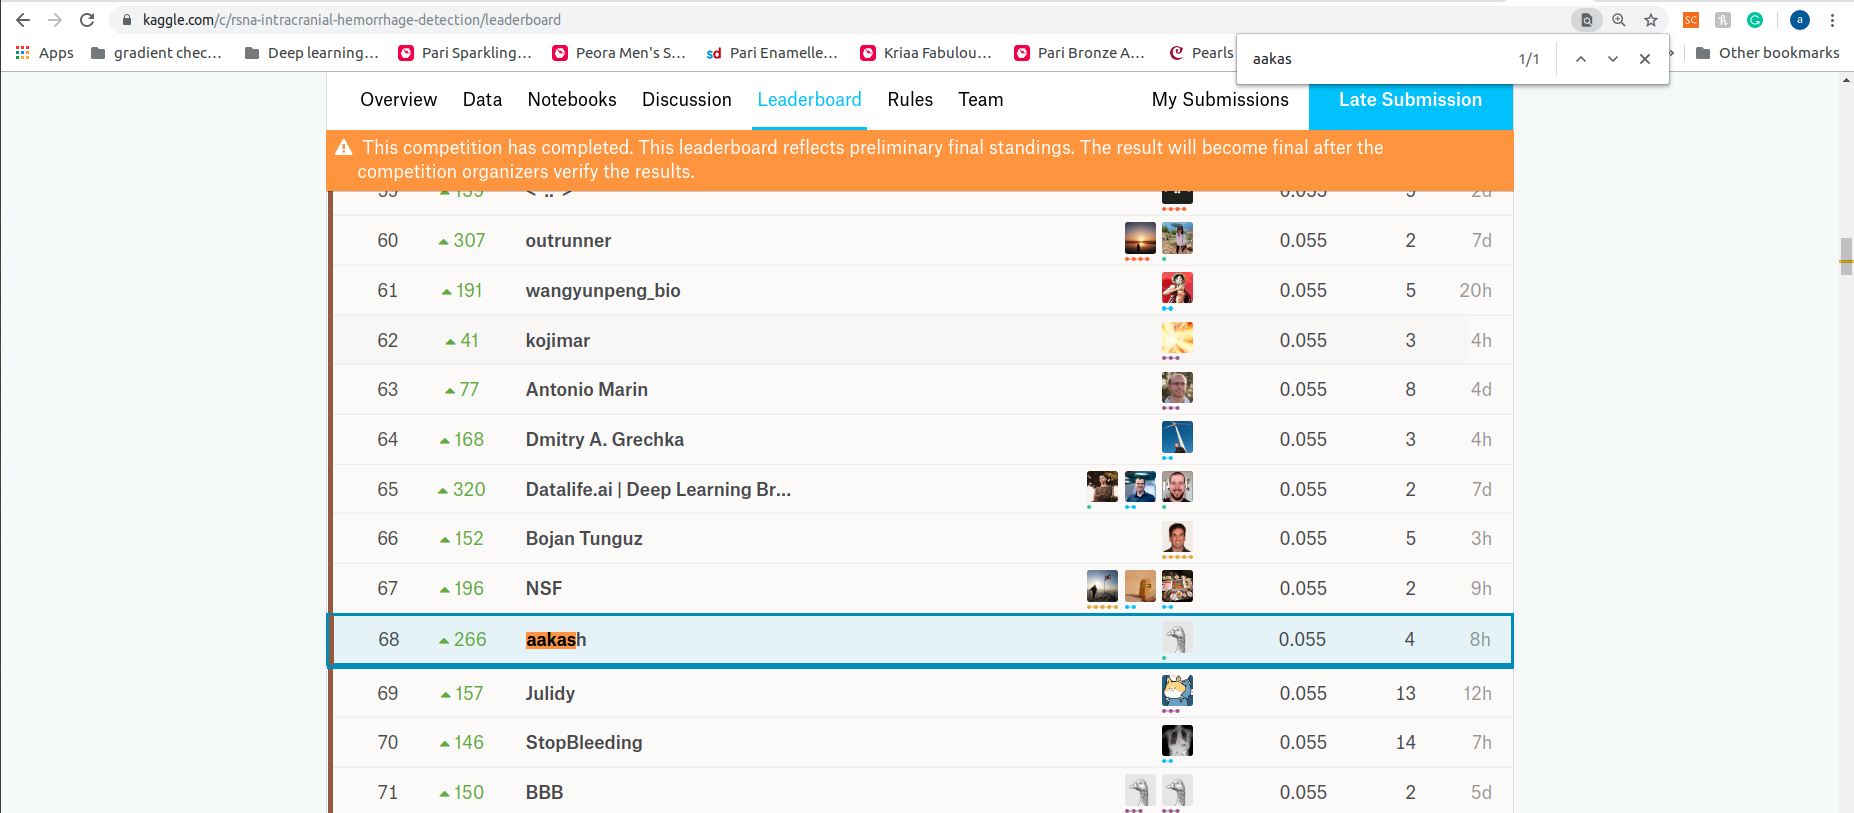 kaggle.com/c/rsna-intracranial-hemorrhage-detection/leaderboard
SC
a
Apps gradient chec... Deep learning... Pari Sparkling... Peora Men's S... sd Pari Enamelle... Kriaa Fabulou... Pari Bronze A... Pearls Other bookmarks
aakas 1/1
Overview Data Notebooks Discussion Leaderboard Rules Team My Submissions Late Submission
This competition has completed. This leaderboard reflects preliminary final standings. The result will become final after the
competition organizers verify the results.
60 307 outrunner 0.055 2 7d
61 191 wangyunpeng_bio 0.055 5 20h
62 41 kojimar 0.055 3 4h
63 77 Antonio Marin 0.055 8 4d
64 168 Dmitry A. Grechka 0.055 3 4h
65 320 Datalife.ai | Deep Learning Br... 0.055 2 7d
66 152 Bojan Tunguz 0.055 5 3h
67 196 NSF 0.055 2 9h
68 266 aakash 0.055 4 8h
69 157 Julidy 0.055 13 12h
70 146 StopBleeding 0.055 14 7h
71 150 BBB 0.055 2 5d